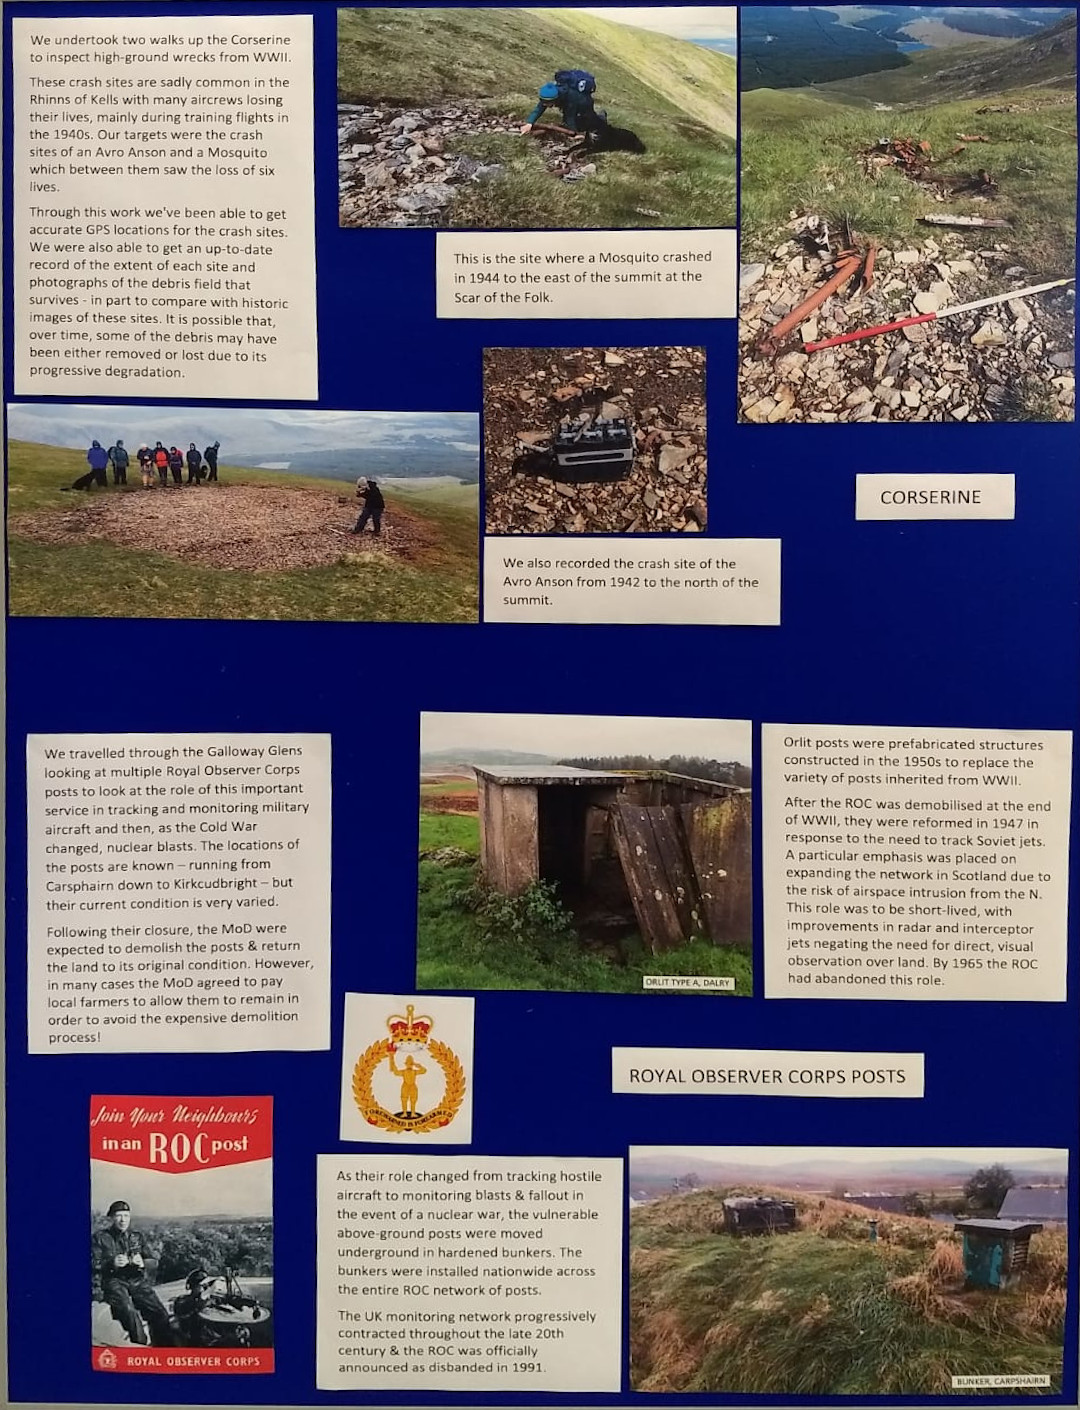 We undertook two walks up the Corserine
to inspect high-ground wrecks from WWII.
These crash sites are sadly common in the
Rhinns of Kells with many aircrews losing
their lives, mainly during training flights in
the 1940s. Our targets were the crash
sites of an Avro Anson and a Mosquito
which between them saw the loss of six
lives.
Through this work we've been able to get
accurate GPS locations for the crash sites.
We were also able to get an up-to-date
record of the extent of each site and
photographs of the debris field that
survives - in part to compare with historic
images of these sites. It is possible that,
over time, some of the debris may have
been either removed or lost due to its
progressive degradation.
This is the site where a Mosquito crashed
in 1944 to the east of the summit at the
Scar of the Folk.
CORSERINE
We also recorded the crash site of the
Avro Anson from 1942 to the north of the
summit.
We travelled through the Galloway Glens
looking at multiple Royal Observer Corps
posts to look at the role of this important
service in tracking and monitoring military
aircraft and then, as the Cold War
changed, nuclear blasts. The locations of
the posts are known – running from
Carsphairn down to Kirkcudbright – but
their current condition is very varied.
Following their closure, the MoD were
expected to demolish the posts & return
the land to its original condition. However,
in many cases the MoD agreed to pay
local farmers to allow them to remain in
order to avoid the expensive demolition
process!
ORLIT TYPE A, DALRY
Orlit posts were prefabricated structures
constructed in the 1950s to replace the
variety of posts inherited from WWII.
After the ROC was demobilised at the end
of WWII, they were reformed in 1947 in
response to the need to track Soviet jets.
A particular emphasis was placed on
expanding the network in Scotland due to
the risk of airspace intrusion from the N.
This role was to be short-lived, with
improvements in radar and interceptor
jets negating the need for direct, visual
observation over land. By 1965 the ROC
had abandoned this role.
FOREWARNED IS FOREARMED
ROYAL OBSERVER CORPS POSTS
Join Your Neighbours
in an ROC post
ROYAL OBSERVER CORPS
As their role changed from tracking hostile
aircraft to monitoring blasts & fallout in
the event of a nuclear war, the vulnerable
above-ground posts were moved
underground in hardened bunkers. The
bunkers were installed nationwide across
the entire ROC network of posts.
The UK monitoring network progressively
contracted throughout the late 20th
century & the ROC was officially
announced as disbanded in 1991.
BUNKER, CARPSHAIRN